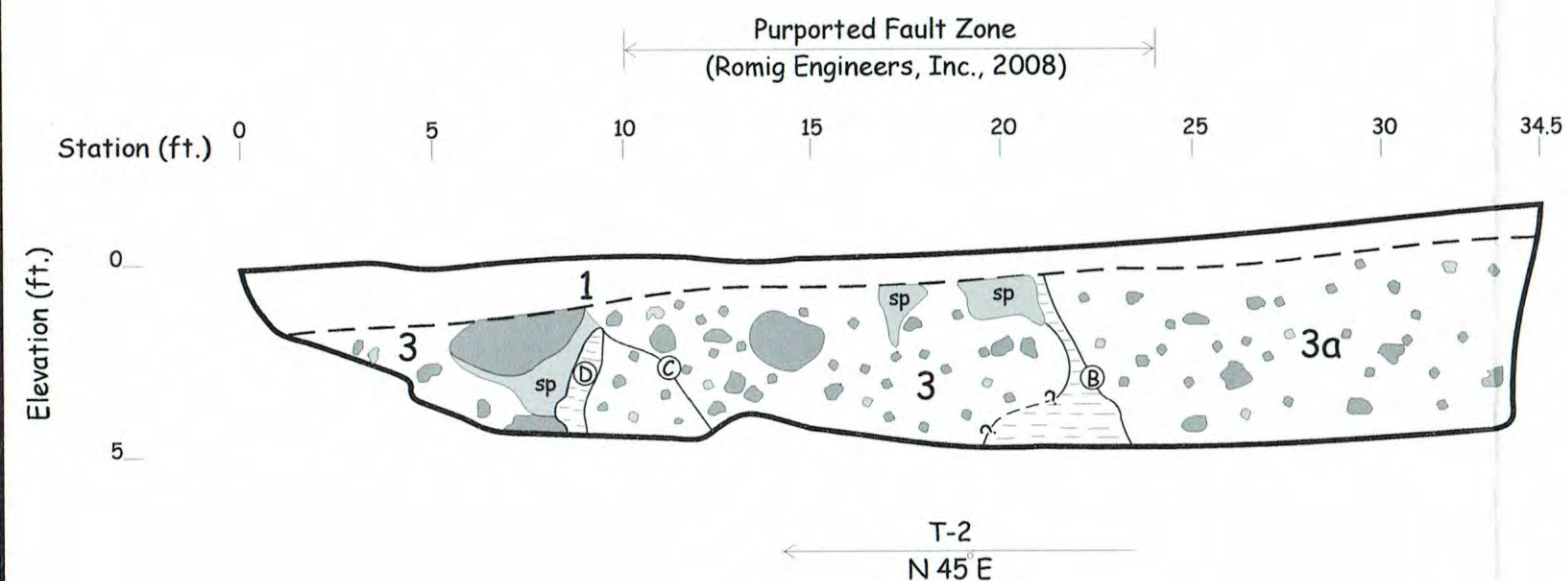 Purported Fault Zone
(Romig Engineers, Inc., 2008)
Station (ft.) 0 5 10 15 20 25 30 34.5
Elevation (ft.)
0
5
1
3
sp
D
C
sp
sp
3
B
3a
?
?
T-2
N 45° E